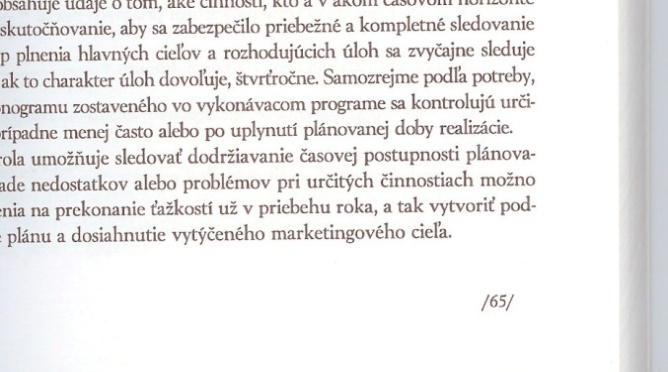 obsahuje údaje o tom, aké činnosti, kto a v akom časovom horizonte
skutočňovanie, aby sa zabezpečilo priebežné a kompletné sledovanie
p plnenia hlavných cieľov a rozhodujúcich úloh sa zvyčajne sleduje
ak to charakter úloh dovoľuje, štvrťročne. Samozrejme podľa potreby,
onogramu zostaveného vo vykonávacom programe sa kontrolujú urči-
rípadne menej často alebo po uplynutí plánovanej doby realizácie.
rola umožňuje sledovať dodržiavanie časovej postupnosti plánova-
ade nedostatkov alebo problémov pri určitých činnostiach možno
enia na prekonanie ťažkostí už v priebehu roka, a tak vytvoriť pod-
plánu a dosiahnutie vytýčeného marketingového cieľa.
/65/